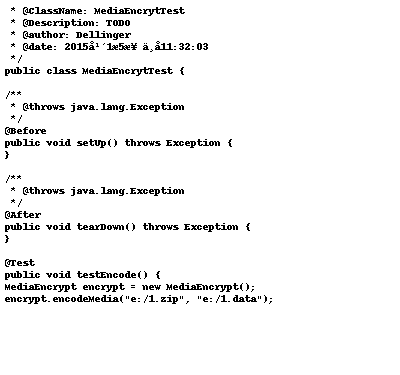 * @ClassName: MediaEncrytTest
* @Description: TODO
* @author: Dellinger
* @date: 2015å¹´1æ5æ¥ ä¸å11:32:03
*/
public class MediaEncrytTest {
/**
* @throws java.lang.Exception
*/
@Before
public void setUp() throws Exception {
}
/**
* @throws java.lang.Exception
*/
@After
public void tearDown() throws Exception {
}
@Test
public void testEncode() {
MediaEncrypt encrypt = new MediaEncrypt();
encrypt.encodeMedia("e:/1.zip", "e:/1.data");